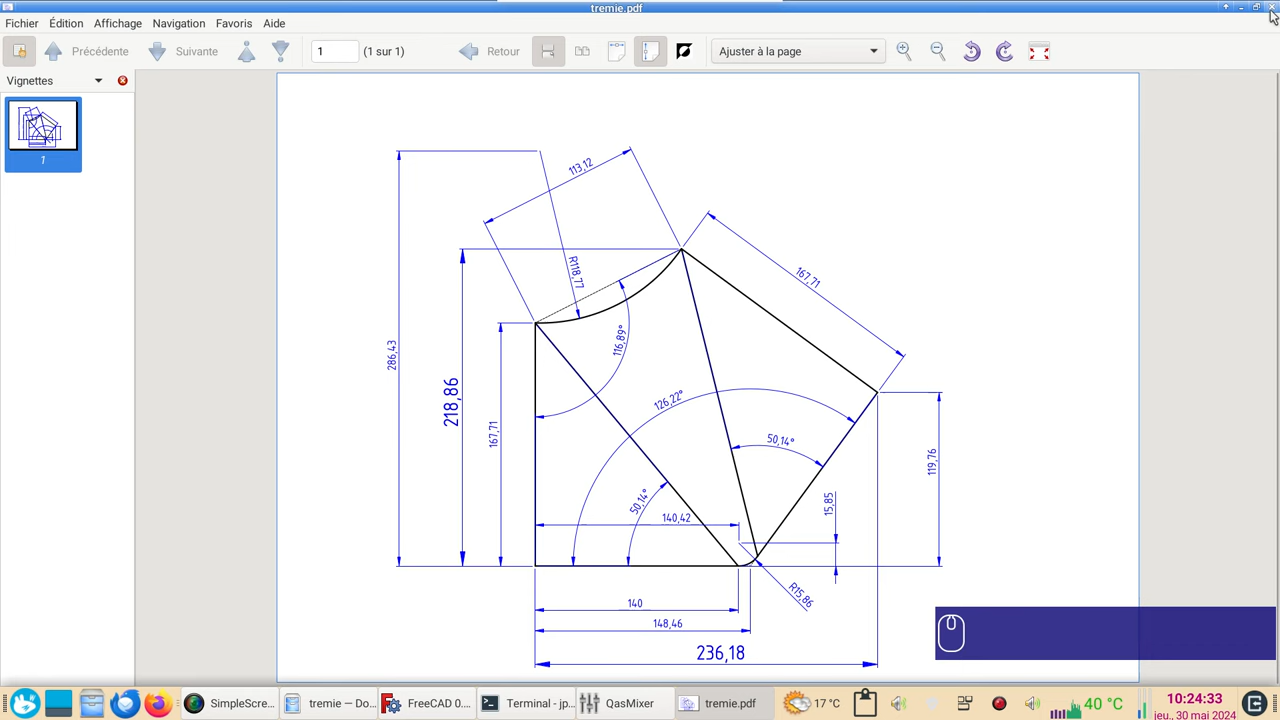 tremie.pdf
Fichier Édition Affichage Navigation Favoris Aide
Précédente Suivante 1 (1 sur 1) Retour Ajuster à la page
Vignettes
1
113,12
167,71
R118,77
116,89°
286,43
218,86
167,71
126,22°
50,14°
119,76
50,14°
15,85
140,42
R15,86
140
148,46
236,18
SimpleScre... tremie — Do... FreeCAD 0.... Terminal - jp... QasMixer tremie.pdf 17 °C 40 °C 10:24:33
jeu., 30 mai 2024